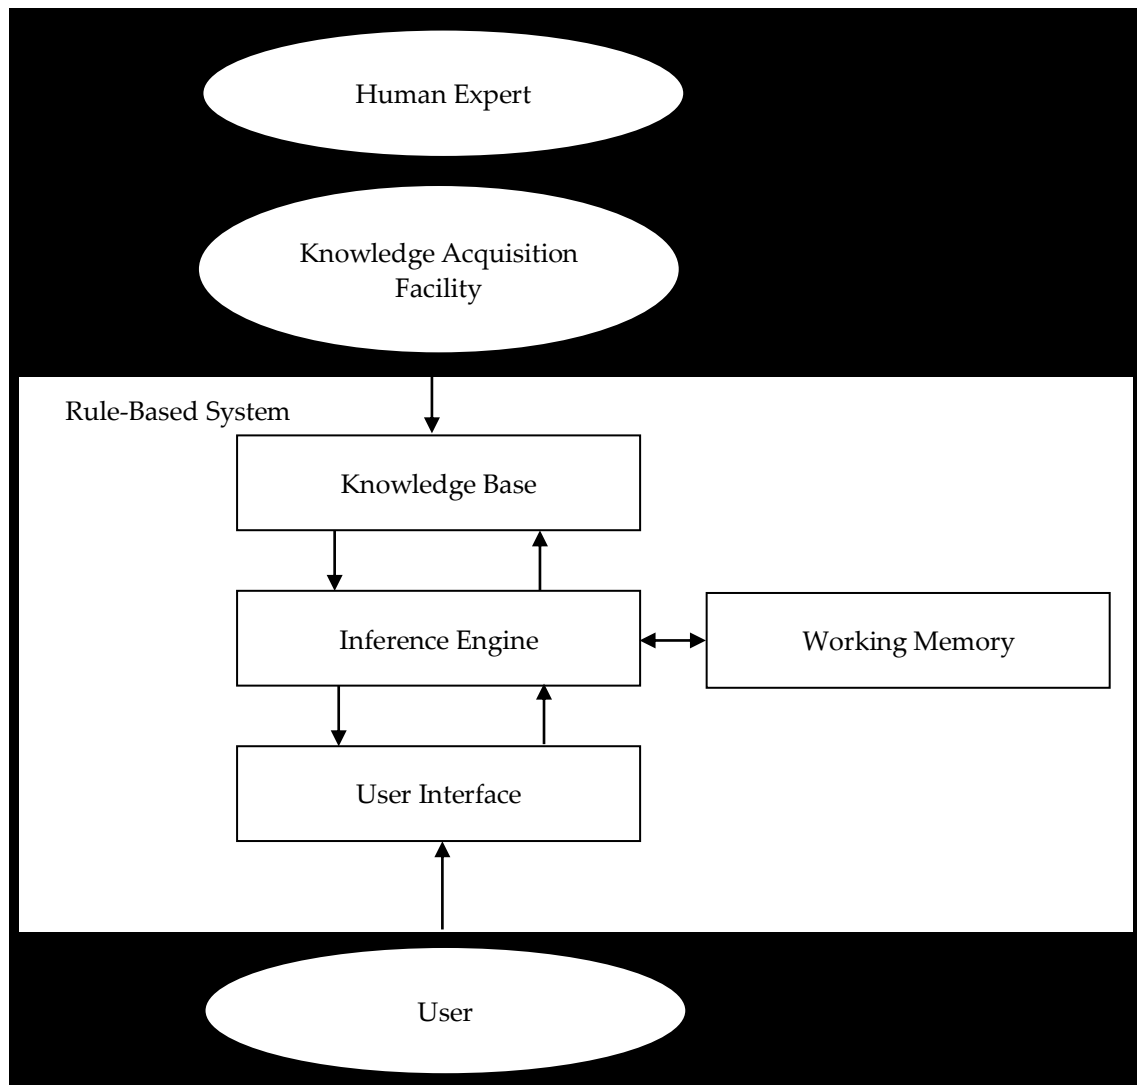 Human Expert
Knowledge Acquisition
Facility
Rule-Based System
Knowledge Base
Inference Engine
Working Memory
User Interface
User